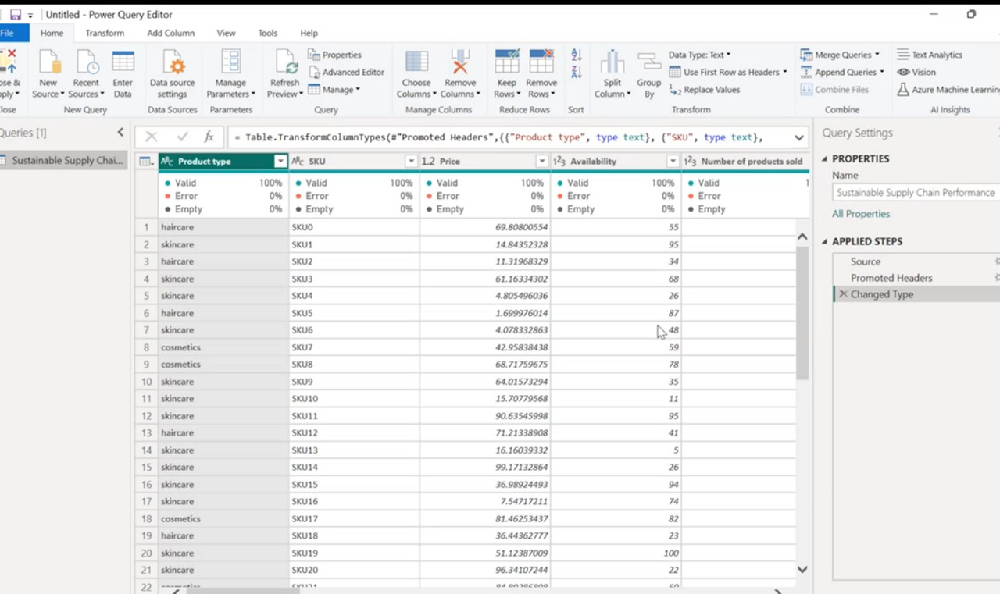 Untitled - Power Query Editor
File Home Transform Add Column View Tools Help
New Source Recent Sources Enter Data Data source settings Manage Parameters Refresh Preview Properties Advanced Editor Manage Choose Columns Remove Columns Keep Rows Remove Rows Split Column Group By Data Type: Text Use First Row as Headers Replace Values Merge Queries Append Queries Combine Files Text Analytics Vision Azure Machine Learnin
New Query Data Sources Parameters Query Manage Columns Reduce Rows Sort Transform Combine AI Insights
Queries [1]
Sustainable Supply Chai...
= Table.TransformColumnTypes(#"Promoted Headers",{{"Product type", type text}, {"SKU", type text},
ABC Product type ABC SKU 1.2 Price 123 Availability 123 Number of products sold
Valid 100% Valid 100% Valid 100% Valid 100% Valid 1
Error 0% Error 0% Error 0% Error 0% Error
Empty 0% Empty 0% Empty 0% Empty 0% Empty
1 haircare SKU0 69.80800554 55
2 skincare SKU1 14.84352328 95
3 haircare SKU2 11.31968329 34
4 skincare SKU3 61.16334302 68
5 skincare SKU4 4.805496036 26
6 haircare SKU5 1.699976014 87
7 skincare SKU6 4.078332863 48
8 cosmetics SKU7 42.95838438 59
9 cosmetics SKU8 68.71759675 78
10 skincare SKU9 64.01573294 35
11 skincare SKU10 15.70779568 11
12 skincare SKU11 90.63545998 95
13 haircare SKU12 71.21338908 41
14 skincare SKU13 16.16039332 5
15 skincare SKU14 99.17132864 26
16 skincare SKU15 36.98924493 94
17 skincare SKU16 7.54717211 74
18 cosmetics SKU17 81.46253437 82
19 haircare SKU18 36.44362777 23
20 skincare SKU19 51.12387009 100
21 skincare SKU20 96.34107244 22
22
Query Settings
PROPERTIES
Name
Sustainable Supply Chain Performance
All Properties
APPLIED STEPS
Source
Promoted Headers
Changed Type